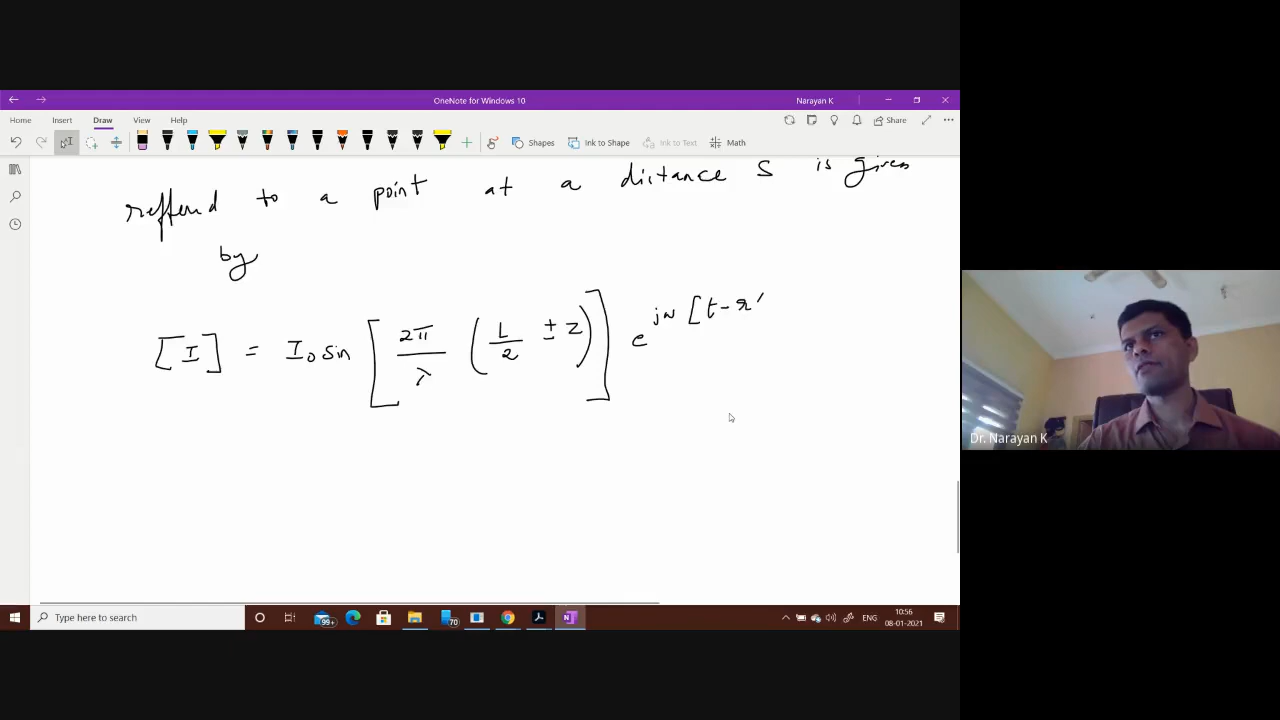 OneNote for Windows 10
Narayan K
Home Insert Draw View Help
Share
Shapes Ink to Shape Ink to Text Math
refferd to a point at a distance S is given
by
[I] = I₀ sin [2π/λ (L/2 ± z)] e^{jω[t-r'
Dr. Narayan K
Type here to search
99+
70
ENG
10:56
08-01-2021